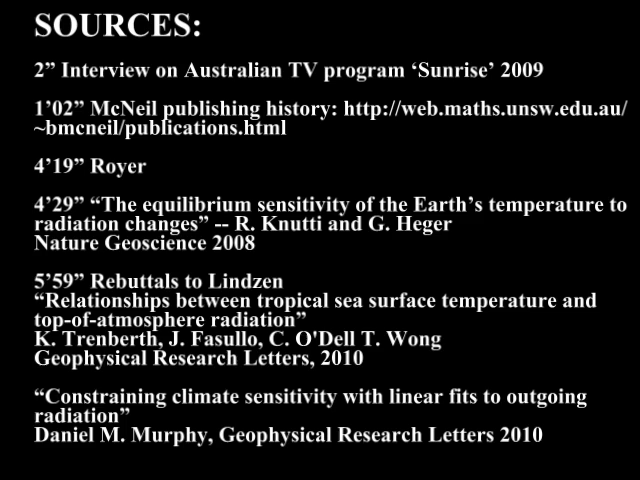 SOURCES:
2” Interview on Australian TV program ‘Sunrise’ 2009
1’02” McNeil publishing history: http://web.maths.unsw.edu.au/
~bmcneil/publications.html
4’19” Royer
4’29” “The equilibrium sensitivity of the Earth’s temperature to
radiation changes” -- R. Knutti and G. Heger
Nature Geoscience 2008
5’59” Rebuttals to Lindzen
“Relationships between tropical sea surface temperature and
top-of-atmosphere radiation”
K. Trenberth, J. Fasullo, C. O'Dell T. Wong
Geophysical Research Letters, 2010
“Constraining climate sensitivity with linear fits to outgoing
radiation”
Daniel M. Murphy, Geophysical Research Letters 2010